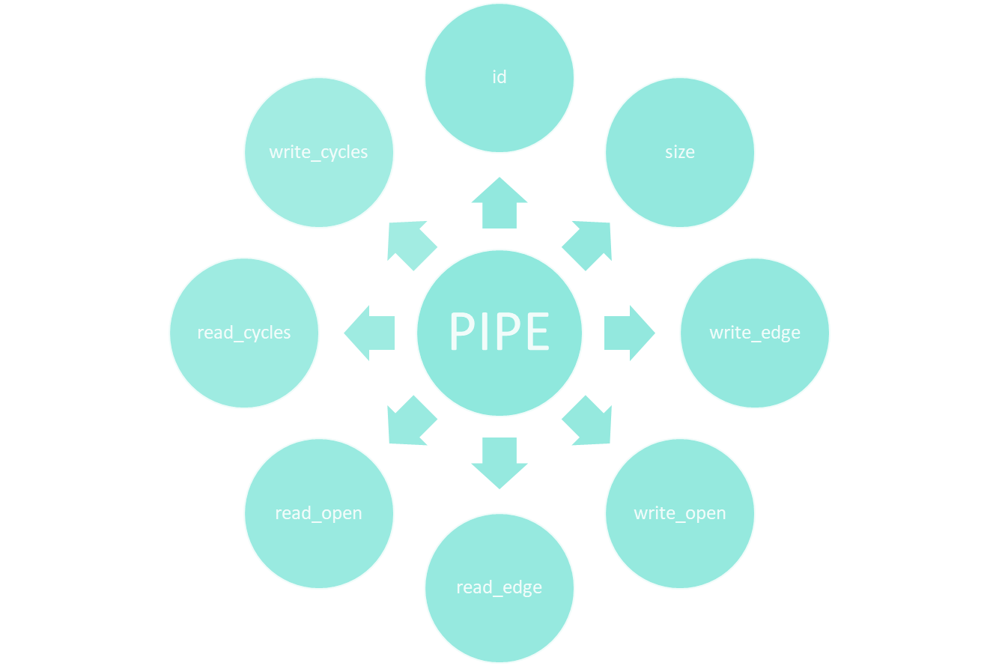 id
size
write_edge
write_open
read_edge
read_open
read_cycles
write_cycles
PIPE